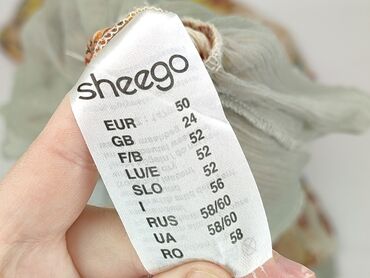 sheego
EUR 50
GB 24
F/B 52
LU/E 52
SLO 52
I 56
RUS 58/60
UA 58/60
RO 58